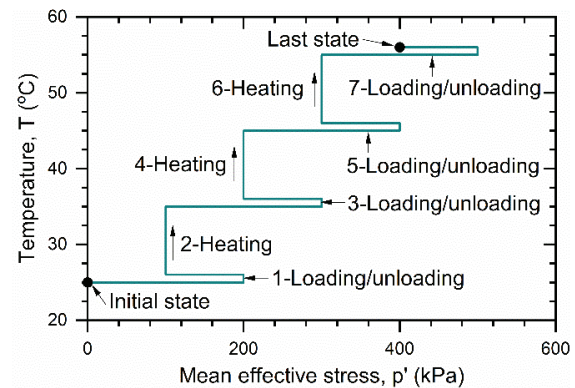 60
Last state
6-Heating
7-Loading/unloading
50
4-Heating
5-Loading/unloading
40
3-Loading/unloading
2-Heating
30
1-Loading/unloading
Initial state
20
0
200
400
600
Temperature, T (°C)
Mean effective stress, p' (kPa)